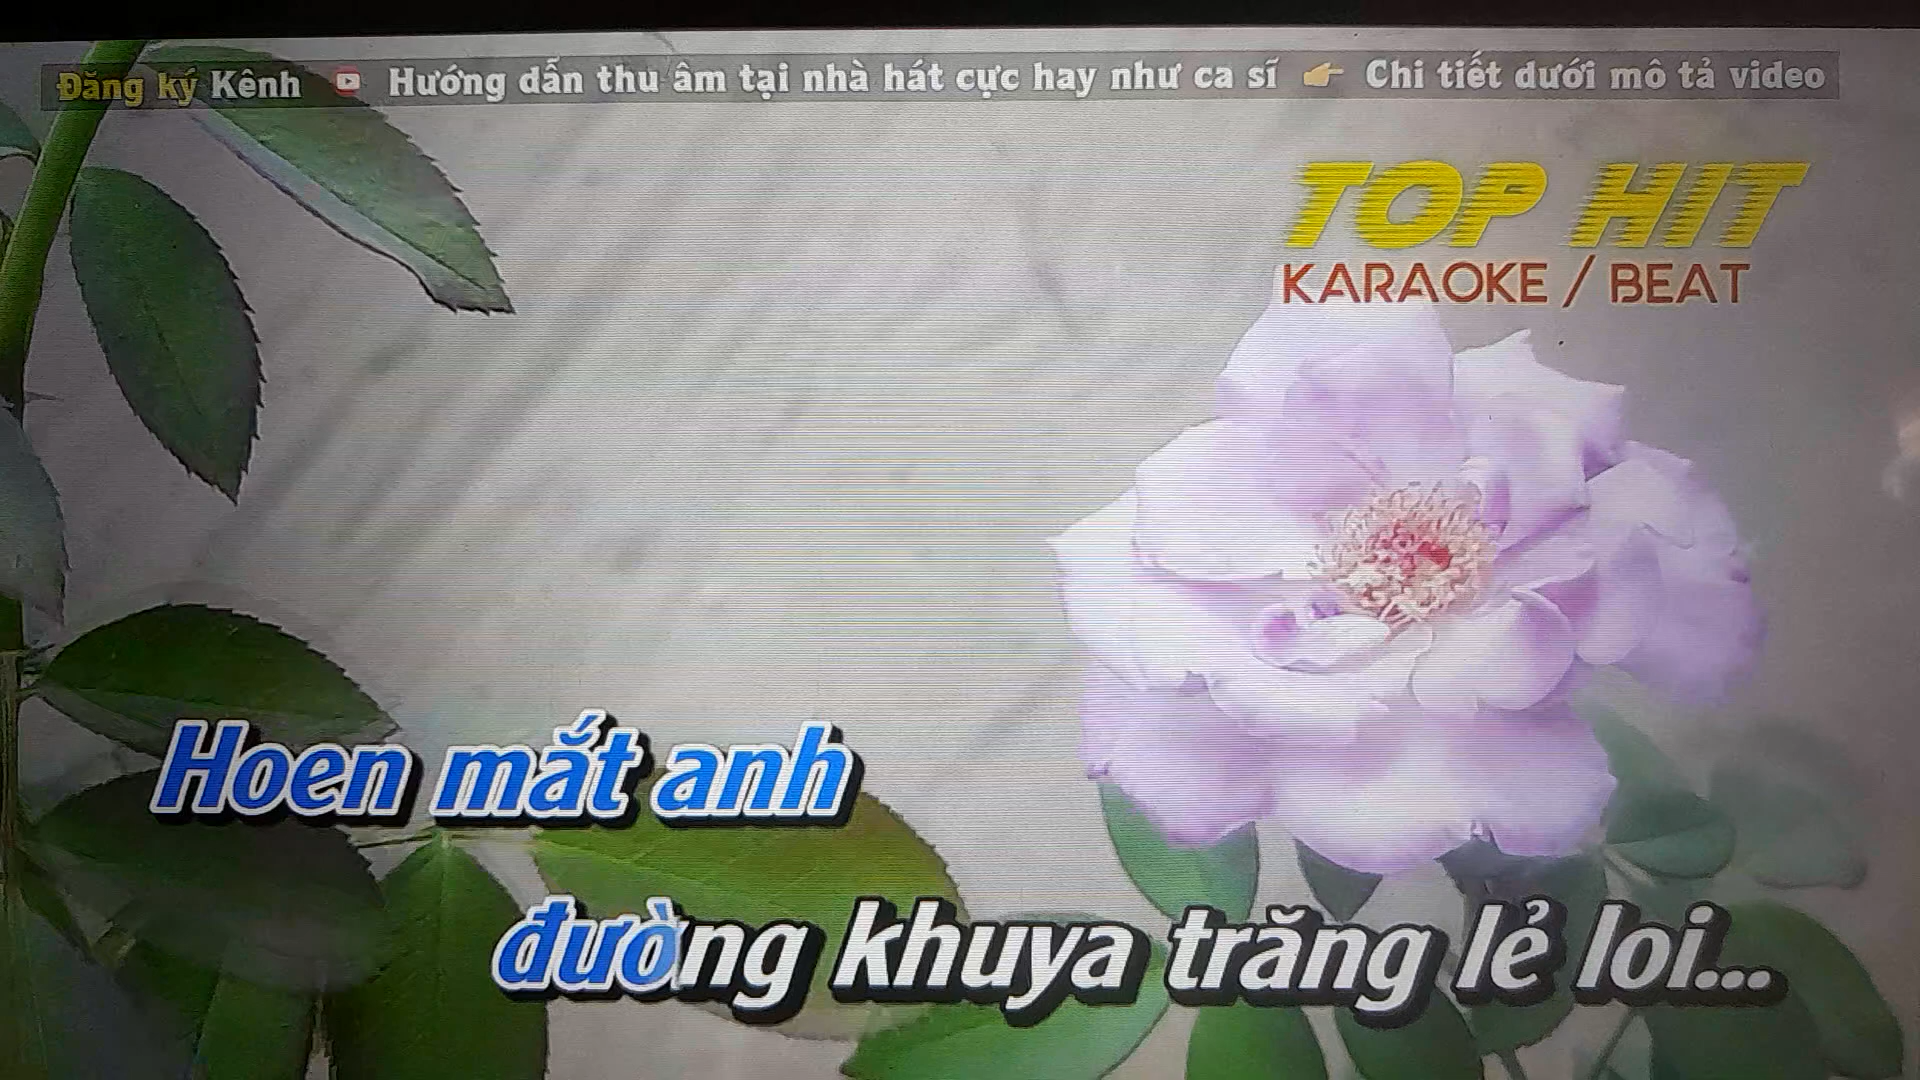 Đăng ký Kênh Hướng dẫn thu âm tại nhà hát cực hay như ca sĩ 👉 Chi tiết dưới mô tả video
TOP HIT
KARAOKE / BEAT
Hoen mắt anh
đường khuya trăng lẻ loi...